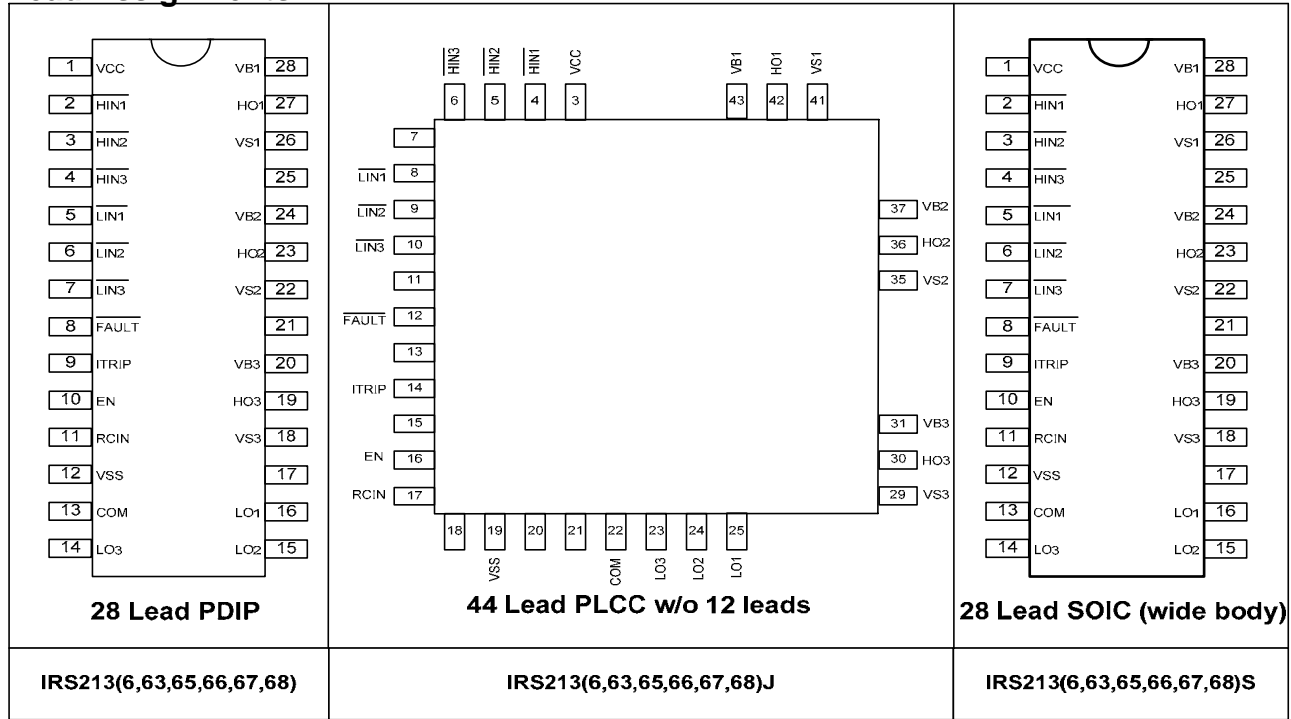 1 VCC VB1 28
2 HIN1 HO1 27
3 HIN2 VS1 26
4 HIN3 25
5 LIN1 VB2 24
6 LIN2 HO2 23
7 LIN3 VS2 22
8 FAULT 21
9 ITRIP VB3 20
10 EN HO3 19
11 RCIN VS3 18
12 VSS 17
13 COM LO1 16
14 LO3 LO2 15
28 Lead PDIP
HIN3 HIN2 HIN1 VCC VB1 HO1 VS1
6 5 4 3 43 42 41
7
LIN1 8
LIN2 9 37 VB2
LIN3 10 36 HO2
11 35 VS2
FAULT 12
13
ITRIP 14
15 31 VB3
EN 16 30 HO3
RCIN 17 29 VS3
18 19 20 21 22 23 24 25
VSS COM LO3 LO2 LO1
44 Lead PLCC w/o 12 leads
1 VCC VB1 28
2 HIN1 HO1 27
3 HIN2 VS1 26
4 HIN3 25
5 LIN1 VB2 24
6 LIN2 HO2 23
7 LIN3 VS2 22
8 FAULT 21
9 ITRIP VB3 20
10 EN HO3 19
11 RCIN VS3 18
12 VSS 17
13 COM LO1 16
14 LO3 LO2 15
28 Lead SOIC (wide body)
IRS213(6,63,65,66,67,68) IRS213(6,63,65,66,67,68)J IRS213(6,63,65,66,67,68)S